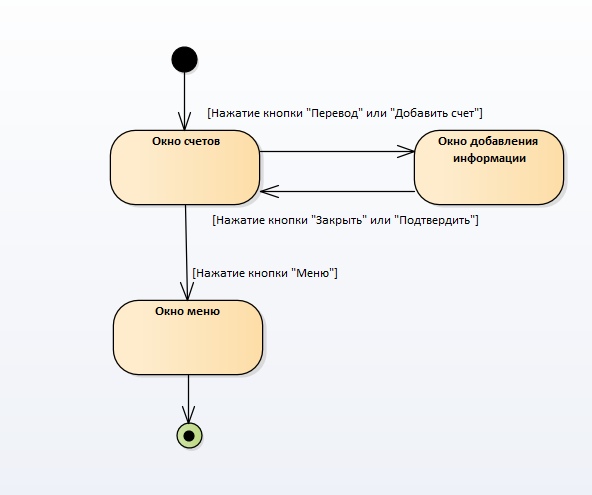 [Нажатие кнопки "Перевод" или "Добавить счет"]
Окно счетов
Окно добавления
информации
[Нажатие кнопки "Закрыть" или "Подтвердить"]
[Нажатие кнопки "Меню"]
Окно меню